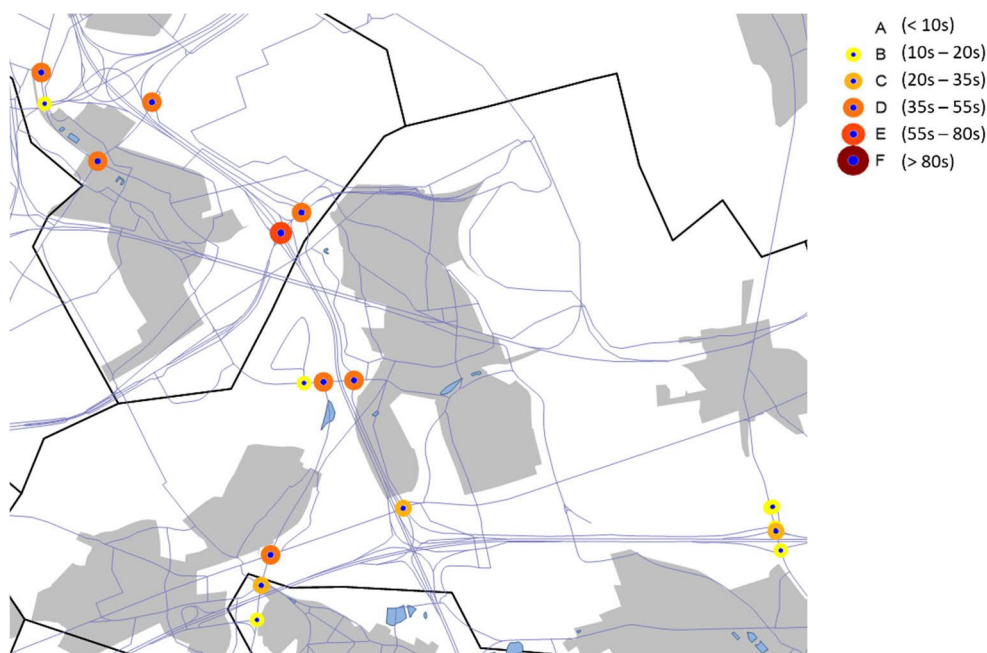 A (< 10s)
B (10s – 20s)
C (20s – 35s)
D (35s – 55s)
E (55s – 80s)
F (> 80s)